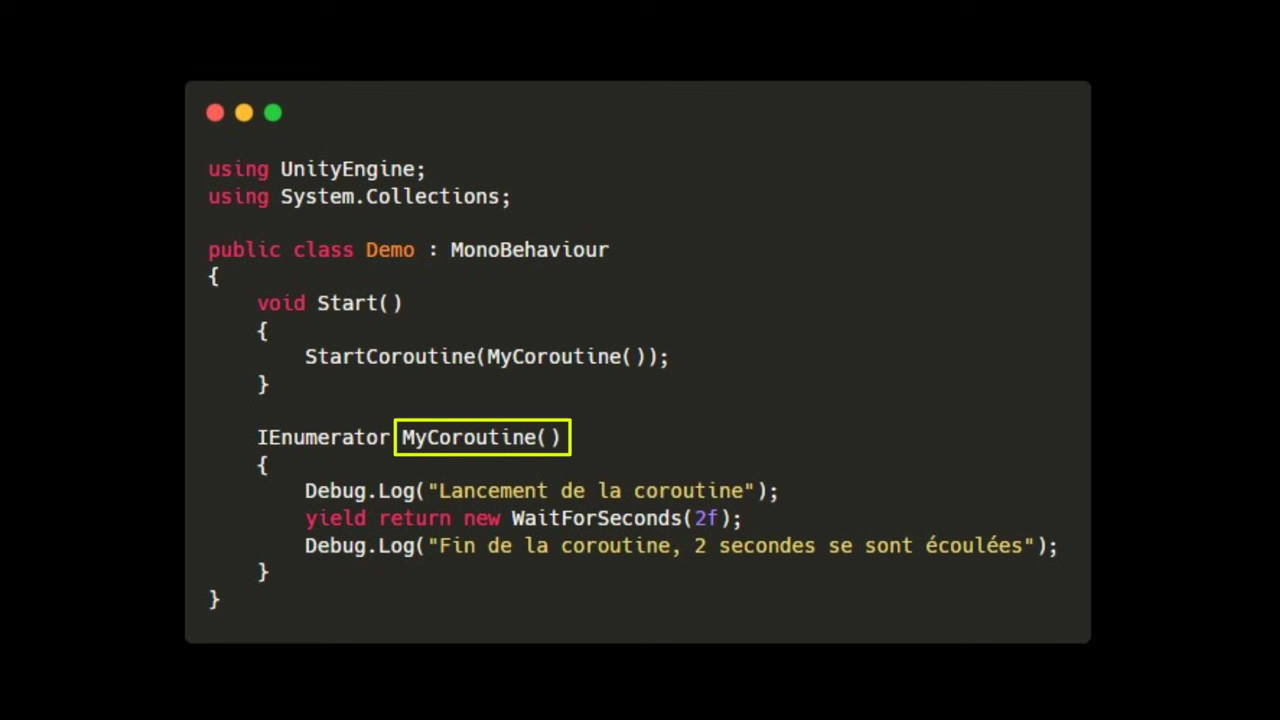 using UnityEngine;
using System.Collections;
public class Demo : MonoBehaviour
{
void Start()
{
StartCoroutine(MyCoroutine());
}
IEnumerator MyCoroutine()
{
Debug.Log("Lancement de la coroutine");
yield return new WaitForSeconds(2f);
Debug.Log("Fin de la coroutine, 2 secondes se sont écoulées");
}
}